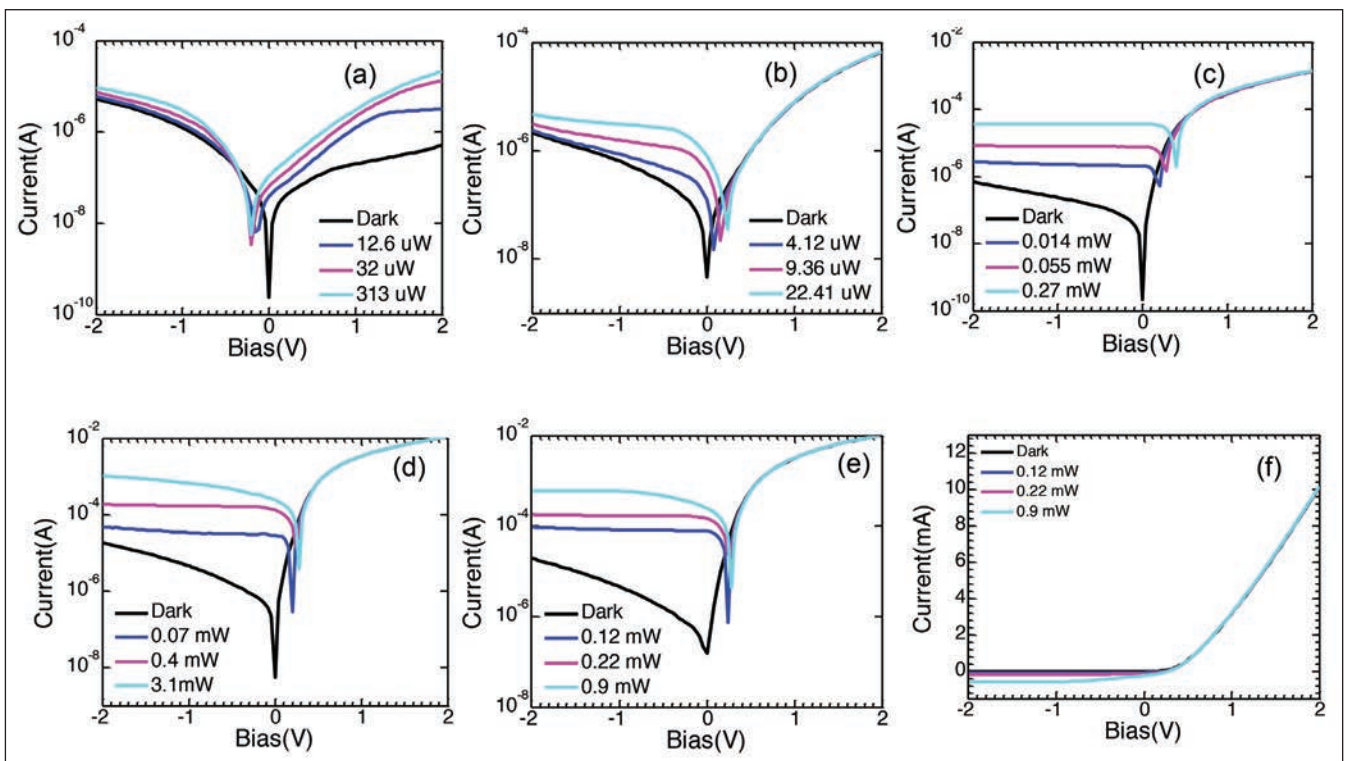 (a)
Current(A)
10⁻⁴
10⁻⁶
10⁻⁸
10⁻¹⁰
Dark
12.6 uW
32 uW
313 uW
-2 -1 0 1 2
Bias(V)
(b)
Current(A)
10⁻⁴
10⁻⁶
10⁻⁸
Dark
4.12 uW
9.36 uW
22.41 uW
-2 -1 0 1 2
Bias(V)
(c)
Current(A)
10⁻²
10⁻⁴
10⁻⁶
10⁻⁸
10⁻¹⁰
Dark
0.014 mW
0.055 mW
0.27 mW
-2 -1 0 1 2
Bias(V)
(d)
Current(A)
10⁻²
10⁻⁴
10⁻⁶
10⁻⁸
Dark
0.07 mW
0.4 mW
3.1mW
-2 -1 0 1 2
Bias(V)
(e)
Current(A)
10⁻²
10⁻⁴
10⁻⁶
10⁻⁸
Dark
0.12 mW
0.22 mW
0.9 mW
-2 -1 0 1 2
Bias(V)
(f)
Current(mA)
12
10
8
6
4
2
0
Dark
0.12 mW
0.22 mW
0.9 mW
-2 -1 0 1 2
Bias(V)